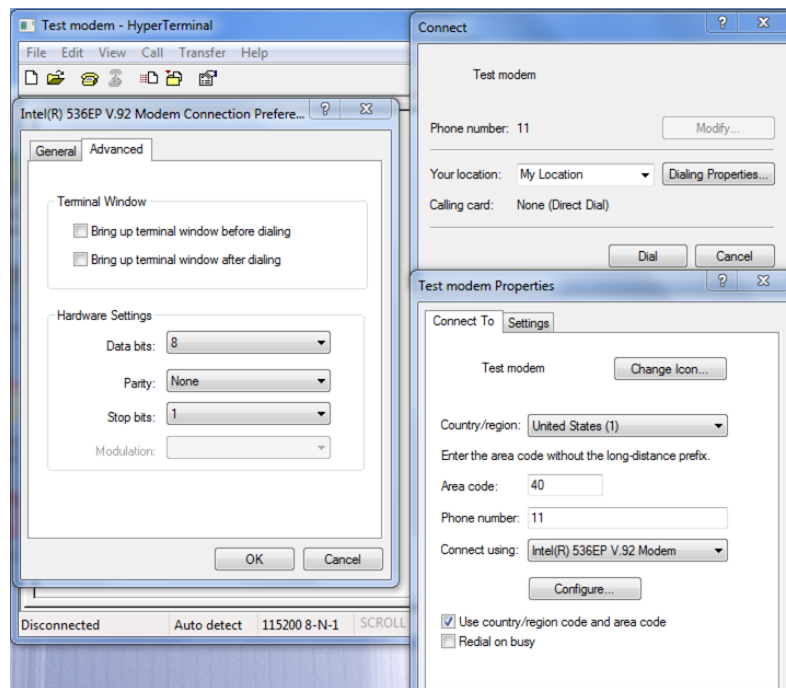 Test modem - HyperTerminal
File Edit View Call Transfer Help
Intel(R) 536EP V.92 Modem Connection Prefere...
General Advanced
Terminal Window
Bring up terminal window before dialing
Bring up terminal window after dialing
Hardware Settings
Data bits: 8
Parity: None
Stop bits: 1
Modulation:
OK Cancel
Disconnected Auto detect 115200 8-N-1 SCROLL
Connect
Test modem
Phone number: 11 Modify...
Your location: My Location Dialing Properties...
Calling card: None (Direct Dial)
Dial Cancel
Test modem Properties
Connect To Settings
Test modem Change Icon...
Country/region: United States (1)
Enter the area code without the long-distance prefix.
Area code: 40
Phone number: 11
Connect using: Intel(R) 536EP V.92 Modem
Configure...
Use country/region code and area code
Redial on busy